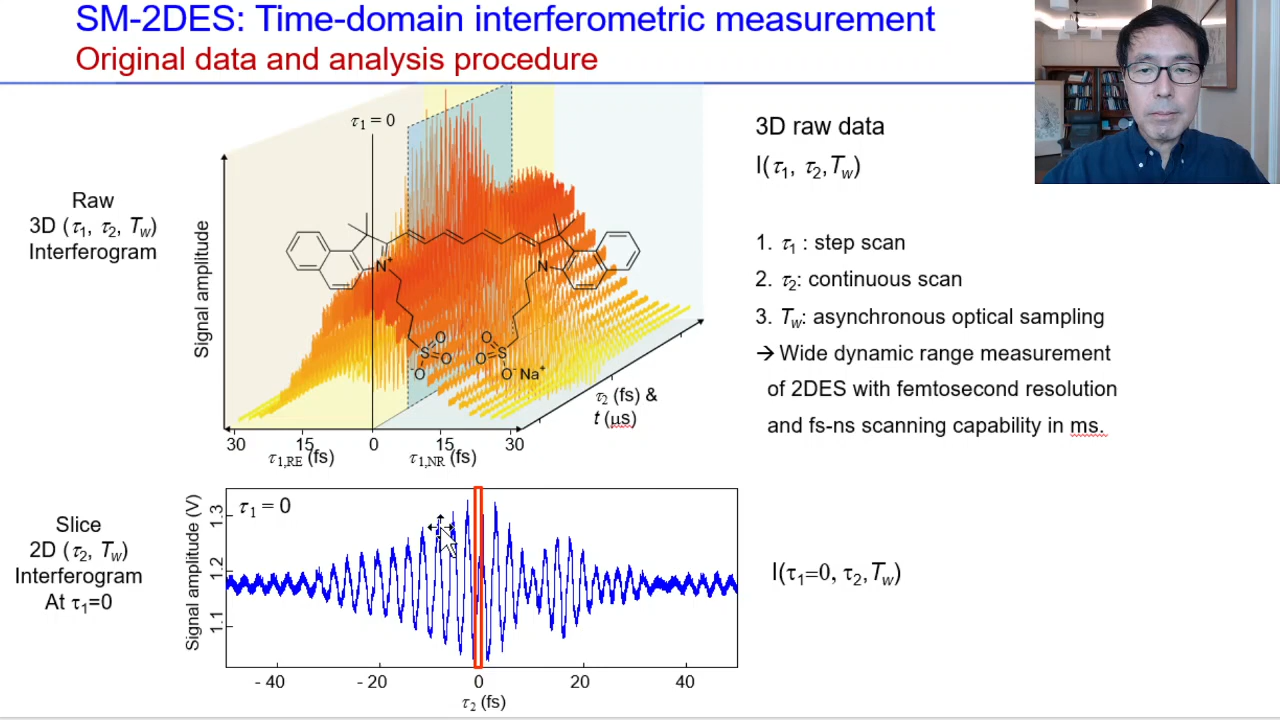 SM-2DES: Time-domain interferometric measurement
Original data and analysis procedure
Raw
3D (τ1, τ2, Tw)
Interferogram
Signal amplitude
τ1 = 0
N+
N
S
O
O
-O
S
O
O
O- Na+
30
15
0
15
30
τ1,RE (fs)
τ1,NR (fs)
τ2 (fs) &
t (μs)
3D raw data
I(τ1, τ2,Tw)
1. τ1 : step scan
2. τ2: continuous scan
3. Tw: asynchronous optical sampling
→ Wide dynamic range measurement
of 2DES with femtosecond resolution
and fs-ns scanning capability in ms.
Slice
2D (τ2, Tw)
Interferogram
At τ1=0
Signal amplitude (V)
1.3
1.2
1.1
τ1 = 0
- 40
- 20
0
20
40
τ2 (fs)
I(τ1=0, τ2,Tw)